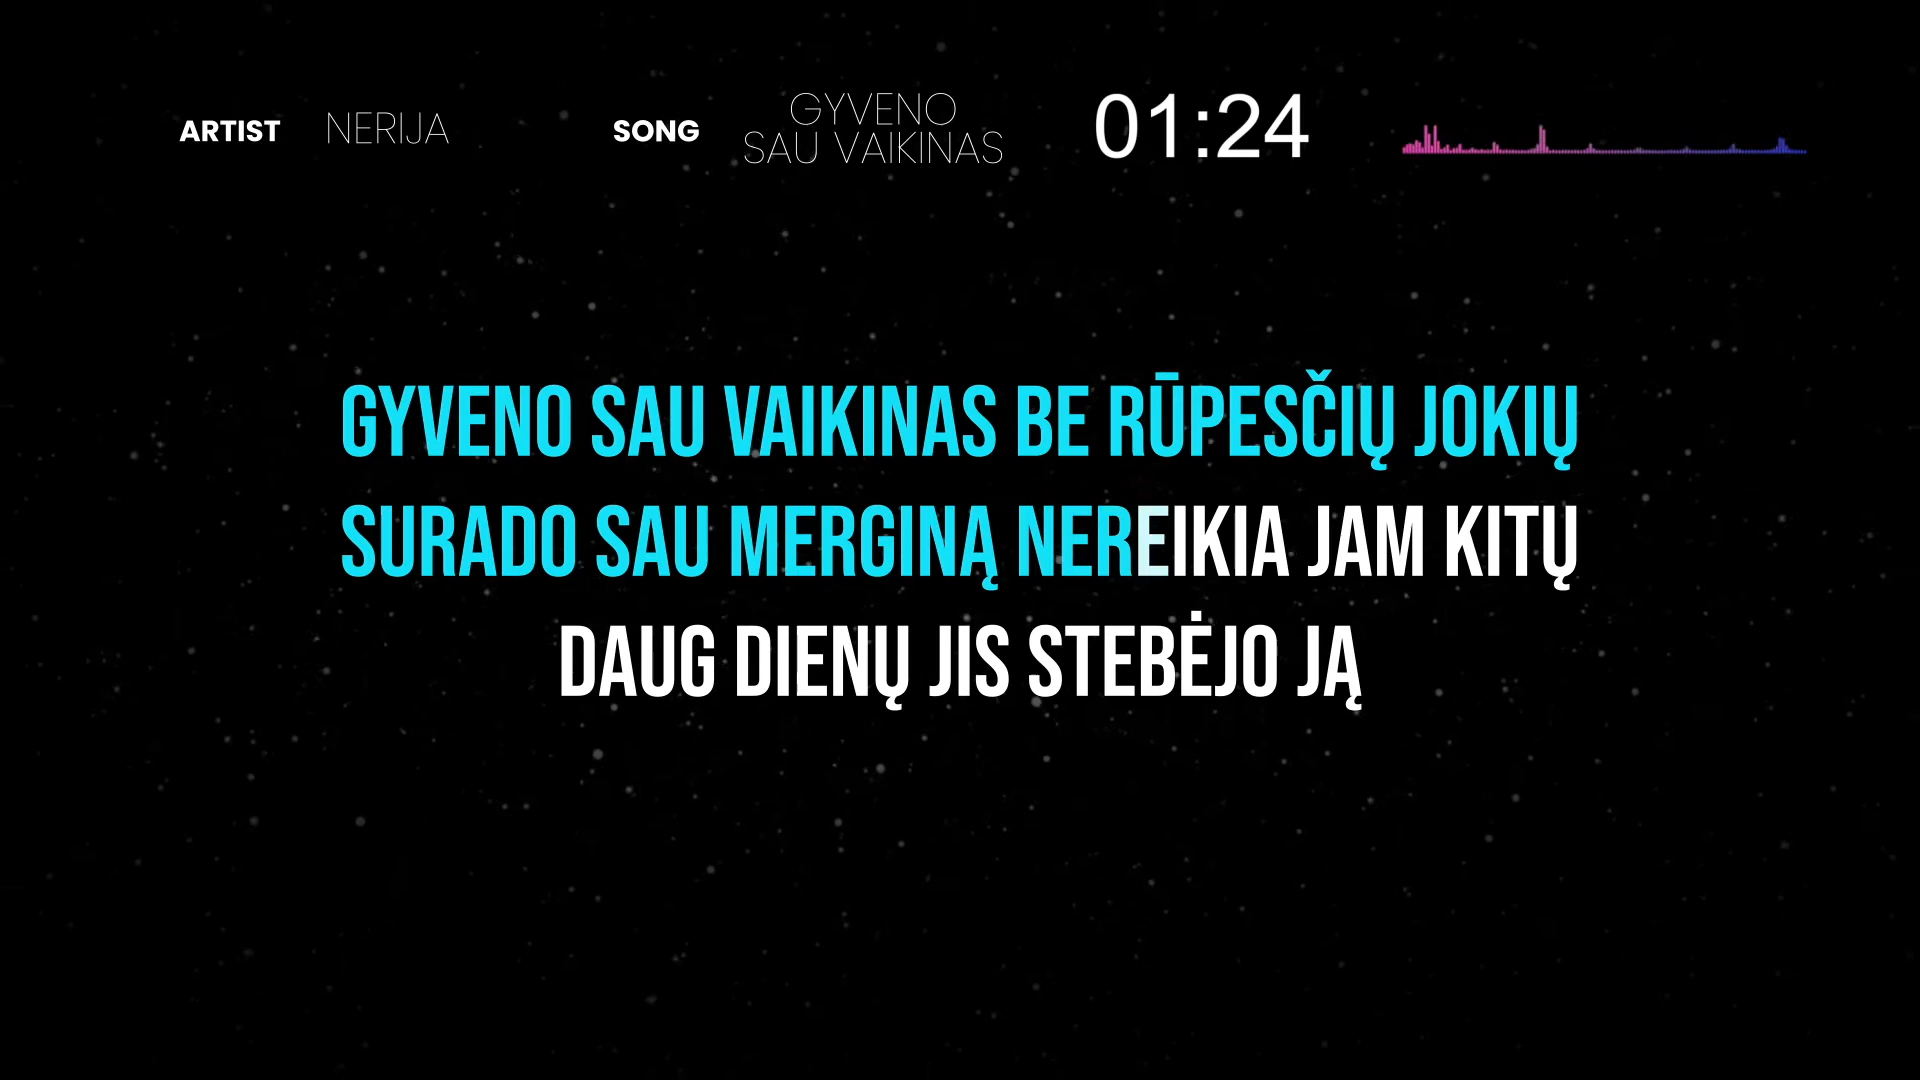 ARTIST NERIJA SONG GYVENO SAU VAIKINAS 01:24
GYVENO SAU VAIKINAS BE RŪPESČIŲ JOKIŲ
SURADO SAU MERGINĄ NEREIKIA JAM KITŲ
DAUG DIENŲ JIS STEBĖJO JĄ